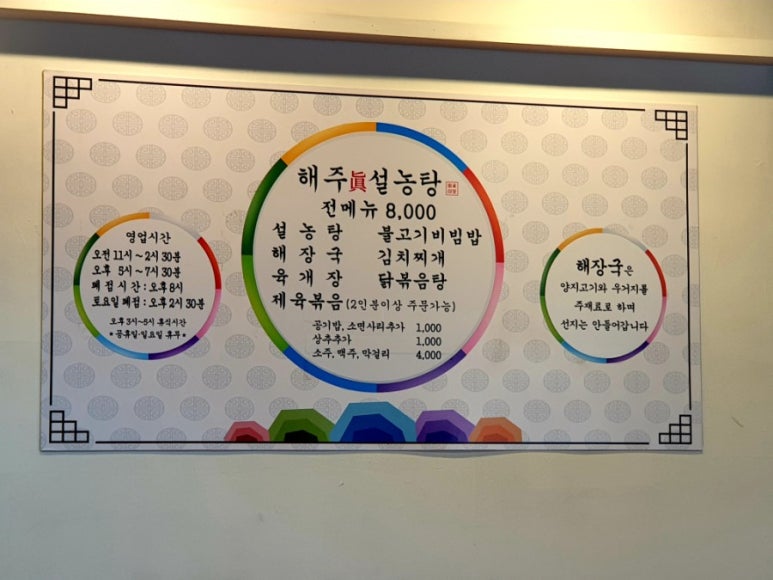 영업시간
오전 11시~2시 30분
오후 5시~7시 30분
폐점시간 : 오후 8시
토요일 폐점 : 오후 2시 30분
오후 3시~5시 휴식시간
*공휴일·일요일 휴무*
해주眞설농탕
전메뉴 8,000
설농탕 불고기비빔밥
해장국 김치찌개
육개장 닭볶음탕
제육볶음(2인분이상 주문가능)
공기밥, 소면사리추가 1,000
상추추가 1,000
소주, 맥주, 막걸리 4,000
해장국은
양지고기와 우거지를
주재료로 하며
선지는 안들어갑니다